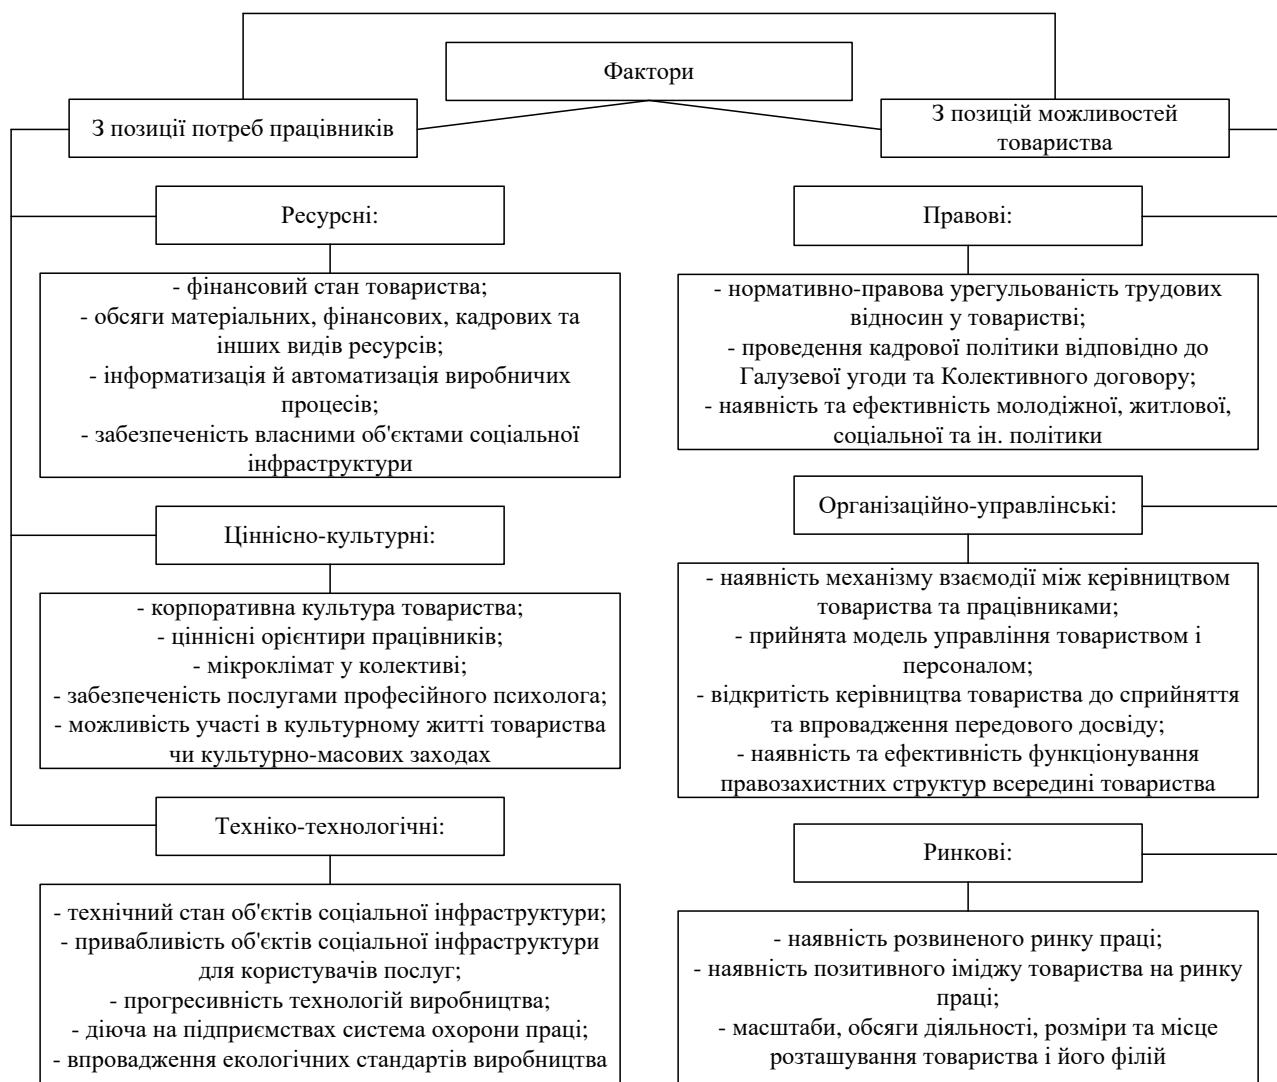 Фактори
З позиції потреб працівників
З позицій можливостей
товариства
Ресурсні:
- фінансовий стан товариства;
- обсяги матеріальних, фінансових, кадрових та
інших видів ресурсів;
- інформатизація й автоматизація виробничих
процесів;
- забезпеченість власними об'єктами соціальної
інфраструктури
Ціннісно-культурні:
- корпоративна культура товариства;
- ціннісні орієнтири працівників;
- мікроклімат у колективі;
- забезпеченість послугами професійного психолога;
- можливість участі в культурному житті товариства
чи культурно-масових заходах
Техніко-технологічні:
- технічний стан об'єктів соціальної інфраструктури;
- привабливість об'єктів соціальної інфраструктури
для користувачів послуг;
- прогресивність технологій виробництва;
- діюча на підприємствах система охорони праці;
- впровадження екологічних стандартів виробництва
Правові:
- нормативно-правова урегульованість трудових
відносин у товаристві;
- проведення кадрової політики відповідно до
Галузевої угоди та Колективного договору;
- наявність та ефективність молодіжної, житлової,
соціальної та ін. політики
Організаційно-управлінські:
- наявність механізму взаємодії між керівництвом
товариства та працівниками;
- прийнята модель управління товариством і
персоналом;
- відкритість керівництва товариства до сприйняття
та впровадження передового досвіду;
- наявність та ефективність функціонування
правозахистних структур всередині товариства
Ринкові:
- наявність розвиненого ринку праці;
- наявність позитивного іміджу товариства на ринку
праці;
- масштаби, обсяги діяльності, розміри та місце
розташування товариства і його філій